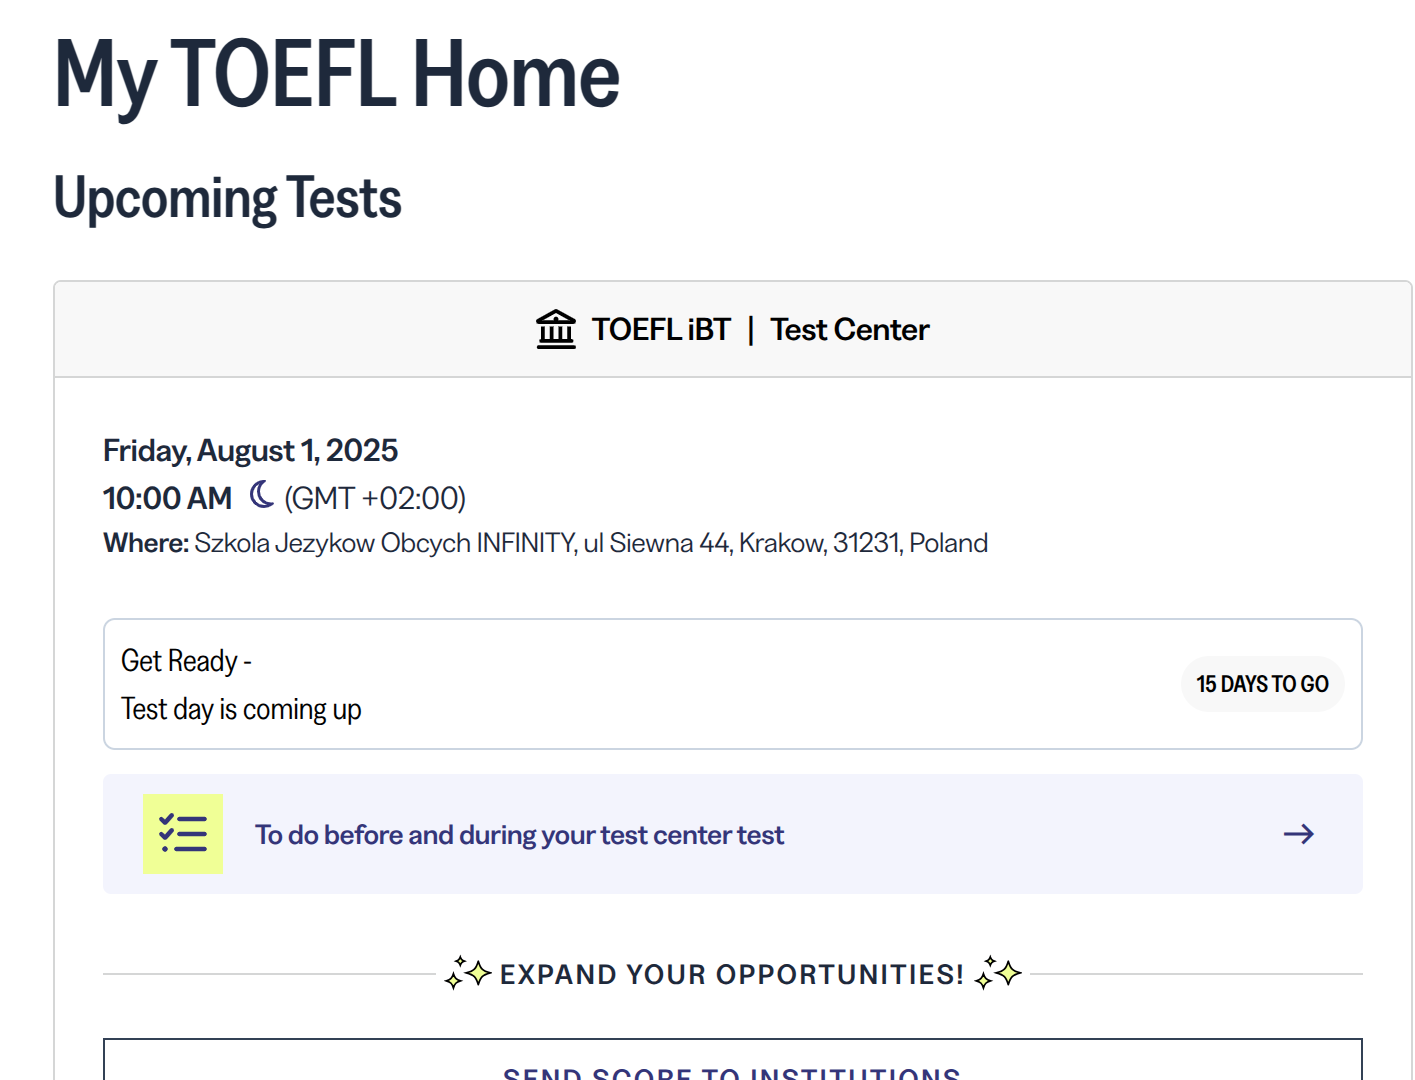 My TOEFL Home
Upcoming Tests
TOEFL iBT | Test Center
Friday, August 1, 2025
10:00 AM (GMT +02:00)
Where: Szkola Jezykow Obcych INFINITY, ul Siewna 44, Krakow, 31231, Poland
Get Ready -
Test day is coming up
15 DAYS TO GO
To do before and during your test center test
EXPAND YOUR OPPORTUNITIES!
SEND SCORE TO INSTITUTIONS